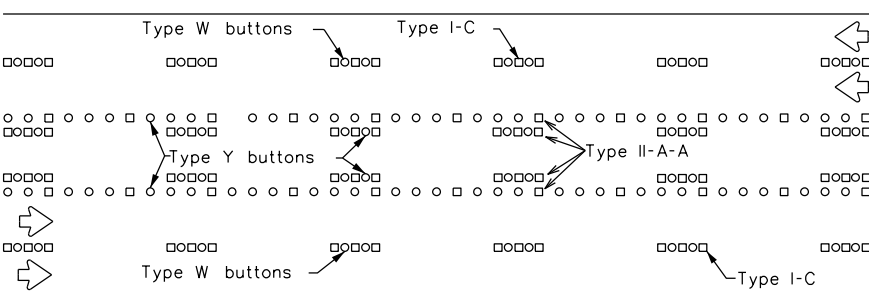 Type W buttons
Type I-C
Type Y buttons
Type II-A-A
Type W buttons
Type I-C